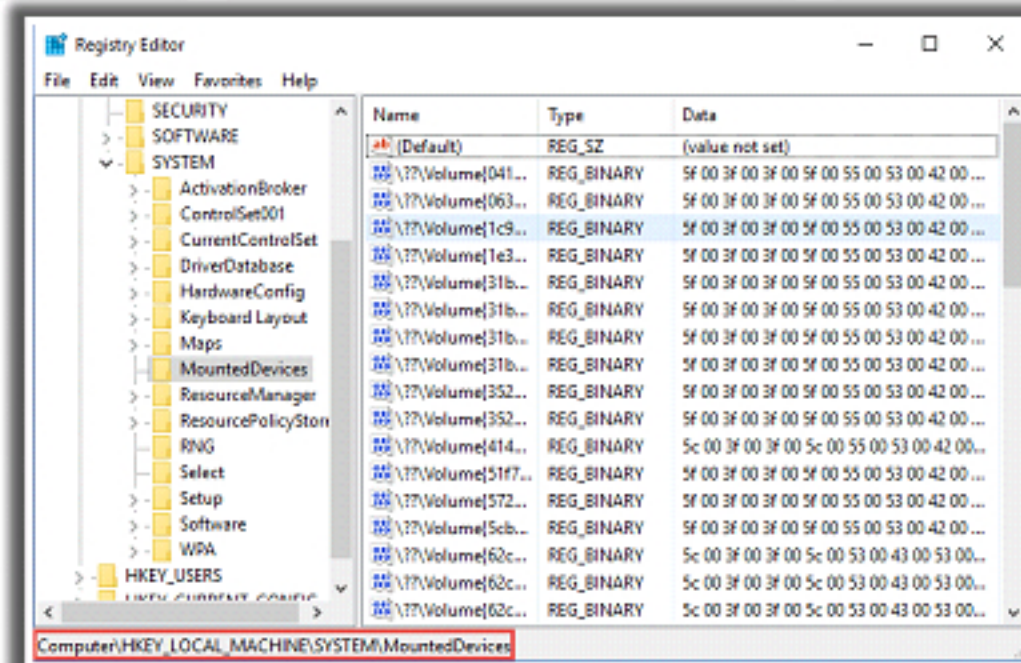 Registry Editor
File Edit View Favorites Help
SECURITY
SOFTWARE
SYSTEM
ActivationBroker
ControlSet001
CurrentControlSet
DriverDatabase
HardwareConfig
Keyboard Layout
Maps
MountedDevices
ResourceManager
ResourcePolicyStor
RNG
Select
Setup
Software
WPA
HKEY_USERS
HKEY_CURRENT_CONFIG
Name Type Data
(Default) REG_SZ (value not set)
\??\Volume{041... REG_BINARY 5f 00 3f 00 3f 00 5f 00 55 00 53 00 42 00 ...
\??\Volume{063... REG_BINARY 5f 00 3f 00 3f 00 5f 00 55 00 53 00 42 00 ...
\??\Volume{1c9... REG_BINARY 5f 00 3f 00 3f 00 5f 00 55 00 53 00 42 00 ...
\??\Volume{1e3... REG_BINARY 5f 00 3f 00 3f 00 5f 00 55 00 53 00 42 00 ...
\??\Volume{31b... REG_BINARY 5f 00 3f 00 3f 00 5f 00 55 00 53 00 42 00 ...
\??\Volume{31b... REG_BINARY 5f 00 3f 00 3f 00 5f 00 55 00 53 00 42 00 ...
\??\Volume{31b... REG_BINARY 5f 00 3f 00 3f 00 5f 00 55 00 53 00 42 00 ...
\??\Volume{31b... REG_BINARY 5f 00 3f 00 3f 00 5f 00 55 00 53 00 42 00 ...
\??\Volume{352... REG_BINARY 5f 00 3f 00 3f 00 5f 00 55 00 53 00 42 00 ...
\??\Volume{352... REG_BINARY 5f 00 3f 00 3f 00 5f 00 55 00 53 00 42 00 ...
\??\Volume{414... REG_BINARY 5c 00 3f 00 3f 00 5c 00 55 00 53 00 42 00...
\??\Volume{51f7... REG_BINARY 5f 00 3f 00 3f 00 5f 00 55 00 53 00 42 00 ...
\??\Volume{572... REG_BINARY 5f 00 3f 00 3f 00 5f 00 55 00 53 00 42 00 ...
\??\Volume{5cb... REG_BINARY 5f 00 3f 00 3f 00 5f 00 55 00 53 00 42 00 ...
\??\Volume{62c... REG_BINARY 5c 00 3f 00 3f 00 5c 00 53 00 43 00 53 00...
\??\Volume{62c... REG_BINARY 5c 00 3f 00 3f 00 5c 00 53 00 43 00 53 00...
\??\Volume{62c... REG_BINARY 5c 00 3f 00 3f 00 5c 00 53 00 43 00 53 00...
Computer\HKEY_LOCAL_MACHINE\SYSTEM\MountedDevices